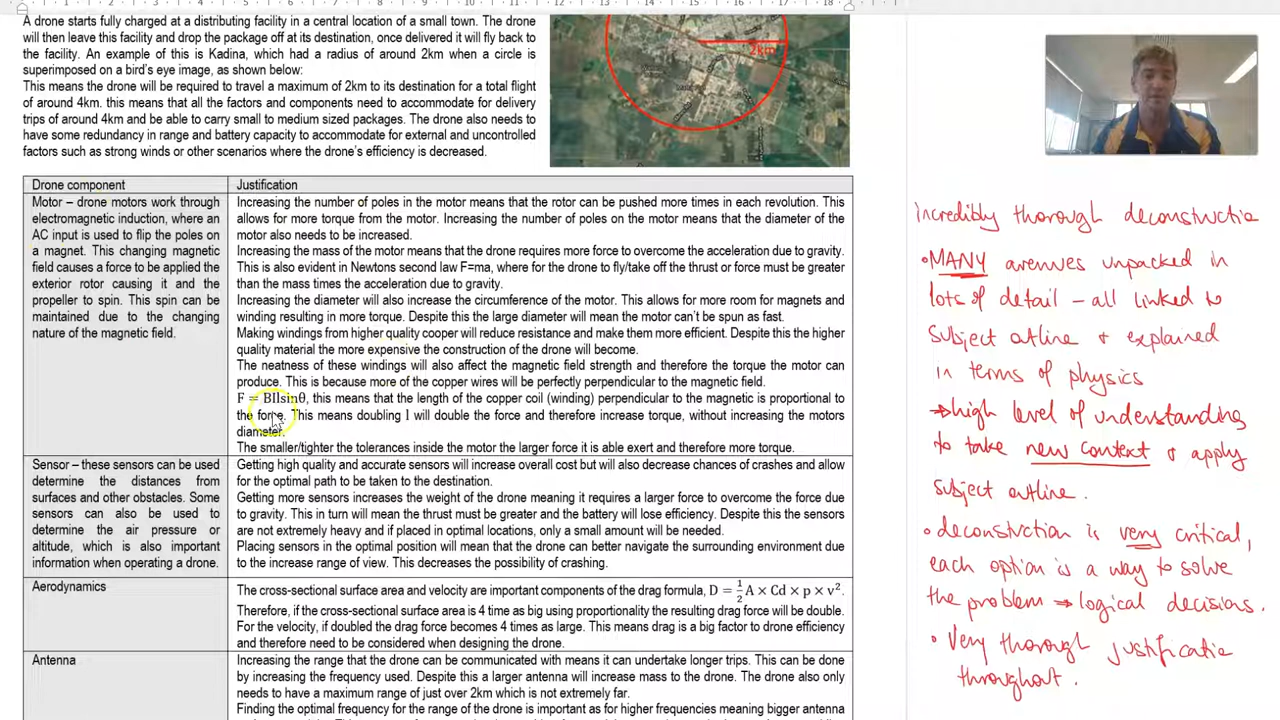 A drone starts fully charged at a distributing facility in a central location of a small town. The drone
will then leave this facility and drop the package off at its destination, once delivered it will fly back
to the facility. An example of this is Kadina, which had a radius of around 2km when a circle is
superimposed on a bird's eye image, as shown below:
This means the drone will be required to travel a maximum of 2km to its destination for a total flight
of around 4km. this means that all the factors and components need to accommodate for delivery
trips of around 4km and be able to carry small to medium sized packages. The drone also needs to
have some redundancy in range and battery capacity to accommodate for external and uncontrolled
factors such as strong winds or other scenarios where the drone's efficiency is decreased.
2km
Drone component
Justification
Motor – drone motors work through
electromagnetic induction, where an
AC input is used to flip the poles on
a magnet. This changing magnetic
field causes a force to be applied the
exterior rotor causing it and the
propeller to spin. This spin can be
maintained due to the changing
nature of the magnetic field.
Increasing the number of poles in the motor means that the rotor can be pushed more times in each revolution. This
allows for more torque from the motor. Increasing the number of poles on the motor means that the diameter of the
motor also needs to be increased.
Increasing the mass of the motor means that the drone requires more force to overcome the acceleration due to gravity.
This is also evident in Newtons second law F=ma, where for the drone to fly/take off the thrust or force must be greater
than the mass times the acceleration due to gravity.
Increasing the diameter will also increase the circumference of the motor. This allows for more room for magnets and
winding resulting in more torque. Despite this the large diameter will mean the motor can't be spun as fast.
Making windings from higher quality cooper will reduce resistance and make them more efficient. Despite this the higher
quality material the more expensive the construction of the drone will become.
The neatness of these windings will also affect the magnetic field strength and therefore the torque the motor can
produce. This is because more of the copper wires will be perfectly perpendicular to the magnetic field.
F = BIlsinθ, this means that the length of the copper coil (winding) perpendicular to the magnetic is proportional to
the force. This means doubling l will double the force and therefore increase torque, without increasing the motors
diameter.
The smaller/tighter the tolerances inside the motor the larger force it is able exert and therefore more torque.
Sensor – these sensors can be used
determine the distances from
surfaces and other obstacles. Some
sensors can also be used to
determine the air pressure or
altitude, which is also important
information when operating a drone.
Getting high quality and accurate sensors will increase overall cost but will also decrease chances of crashes and allow
for the optimal path to be taken to the destination.
Getting more sensors increases the weight of the drone meaning it requires a larger force to overcome the force due
to gravity. This in turn will mean the thrust must be greater and the battery will lose efficiency. Despite this the sensors
are not extremely heavy and if placed in optimal locations, only a small amount will be needed.
Placing sensors in the optimal position will mean that the drone can better navigate the surrounding environment due
to the increase range of view. This decreases the possibility of crashing.
Aerodynamics
The cross-sectional surface area and velocity are important components of the drag formula, D = 1/2 A × Cd × p × v².
Therefore, if the cross-sectional surface area is 4 time as big using proportionality the resulting drag force will be double.
For the velocity, if doubled the drag force becomes 4 times as large. This means drag is a big factor to drone efficiency
and therefore need to be considered when designing the drone.
Antenna
Increasing the range that the drone can be communicated with means it can undertake longer trips. This can be done
by increasing the frequency used. Despite this a larger antenna will increase mass to the drone. The drone also only
needs to have a maximum range of just over 2km which is not extremely far.
Finding the optimal frequency for the range of the drone is important as for higher frequencies meaning bigger antenna
incredibly thorough deconstructio
• MANY avenues unpacked in
lots of detail – all linked to
subject outline + explained
in terms of physics
→ high level of understanding
to take new context + apply
subject outline.
• deconstruction is very critical,
each option is a way to solve
the problem → logical decisions.
• Very thorough justificatio
throughout.